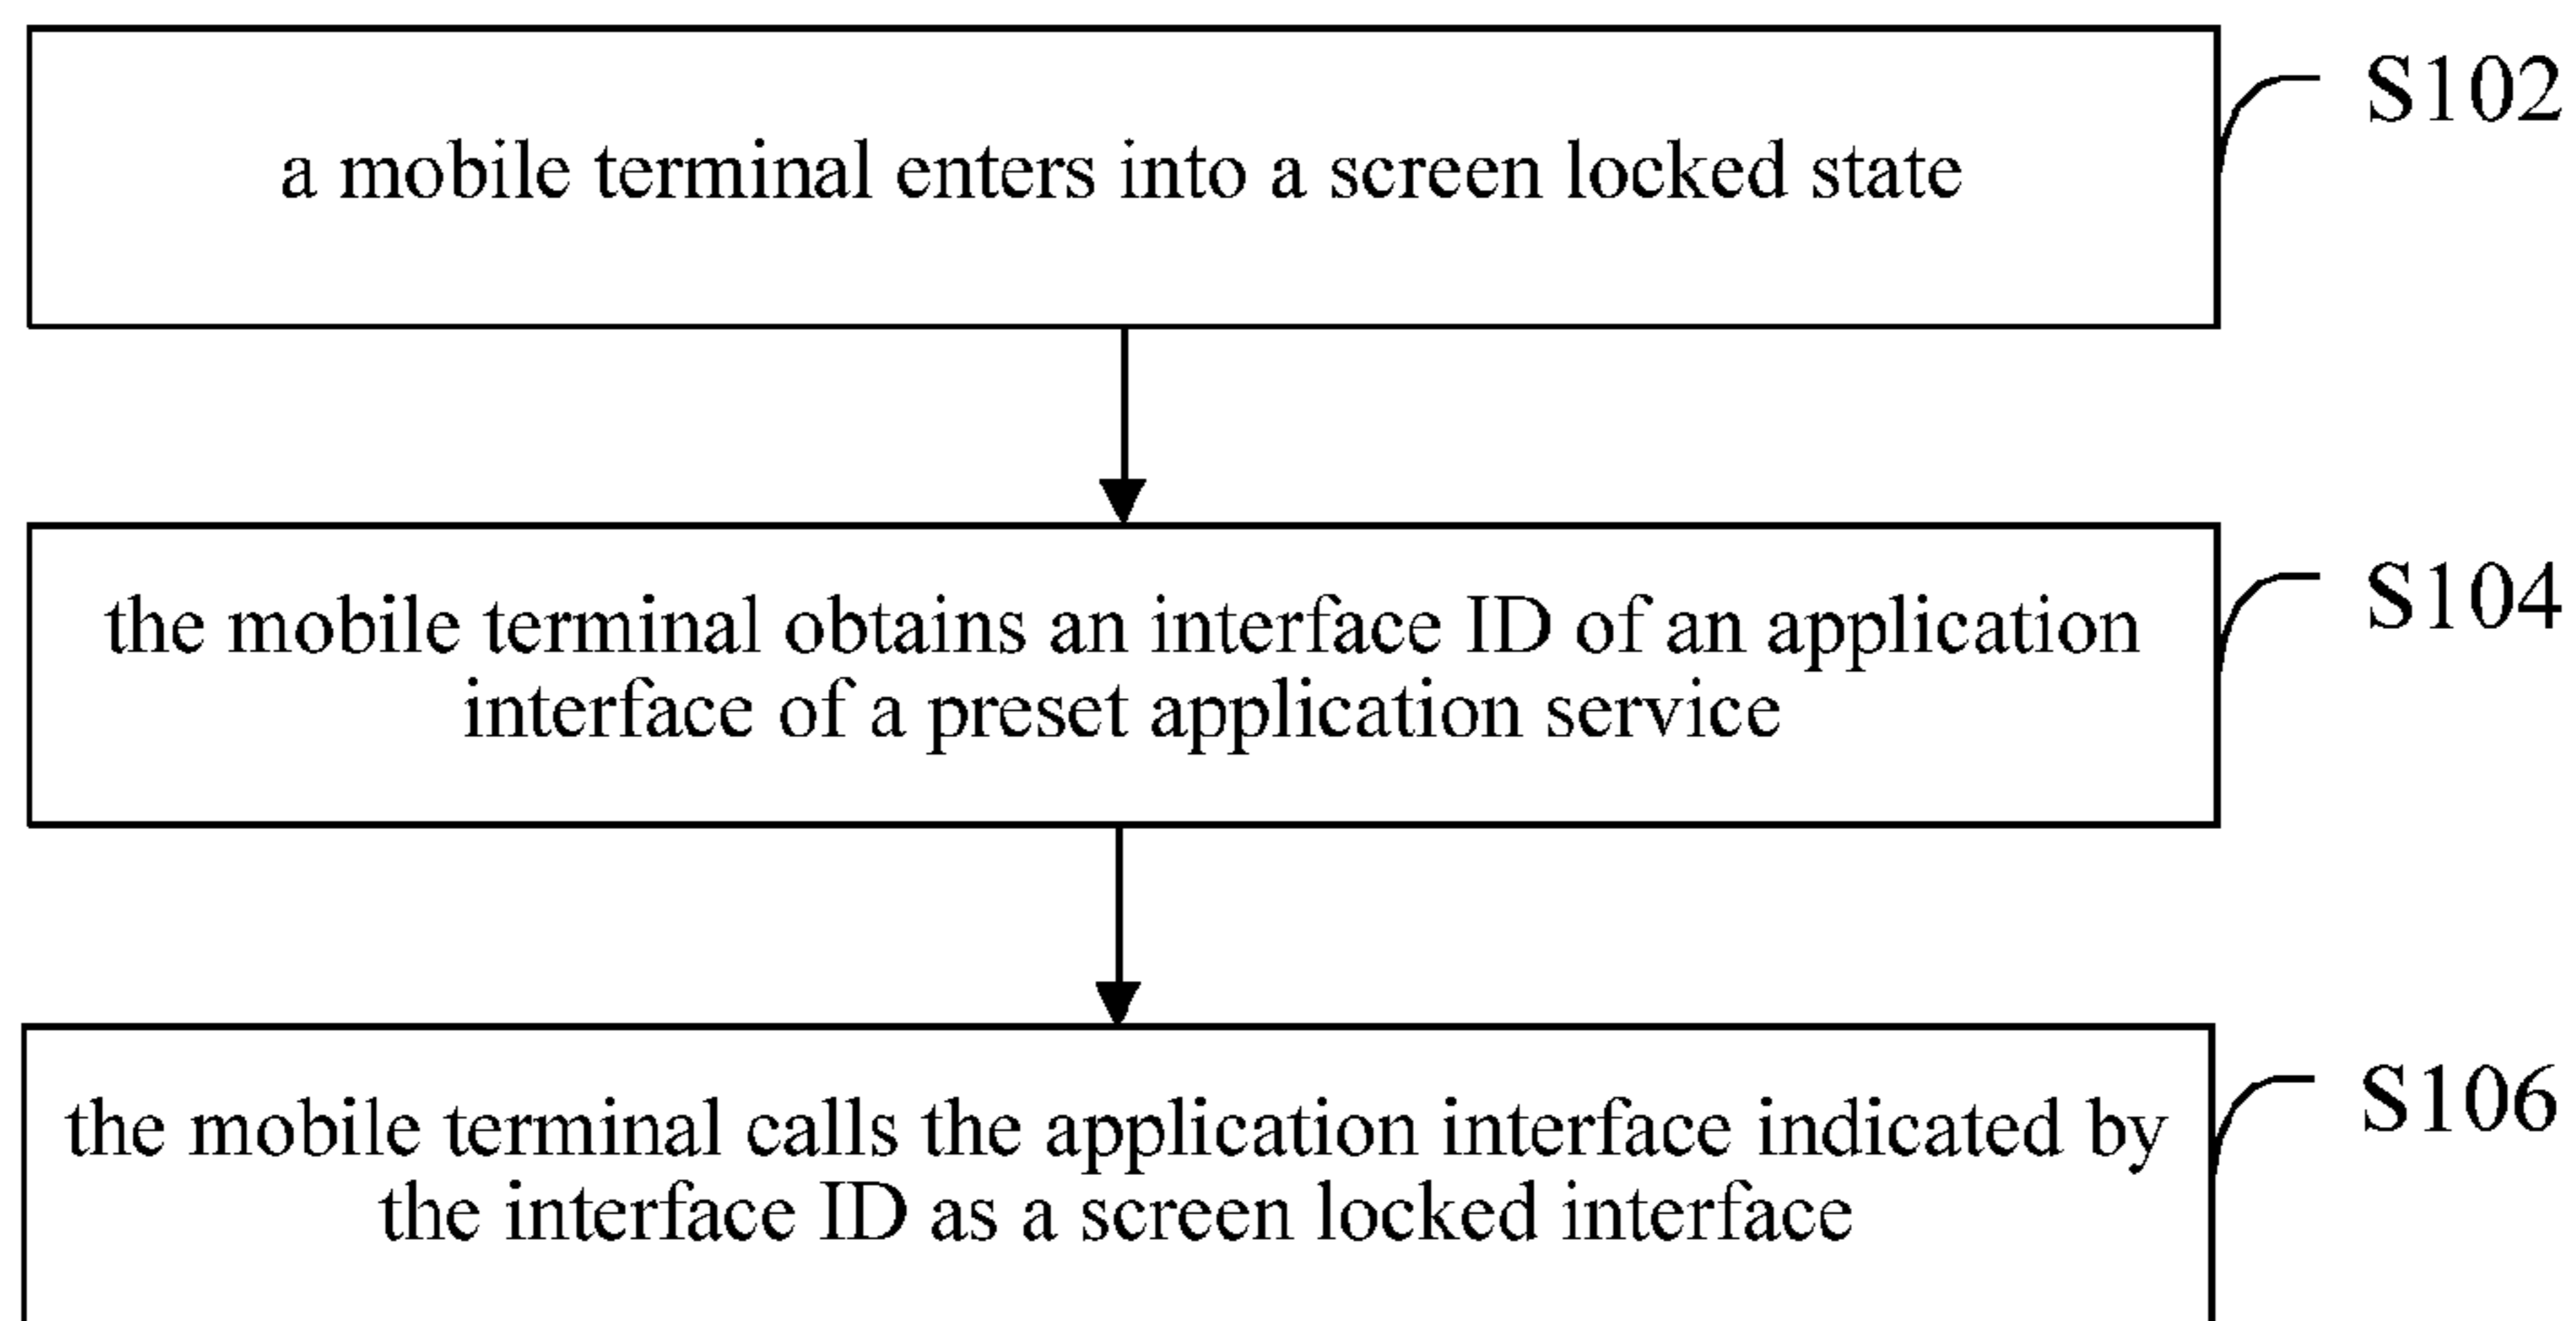 a mobile terminal enters into a screen locked state
S102
the mobile terminal obtains an interface ID of an application
interface of a preset application service
S104
the mobile terminal calls the application interface indicated by
the interface ID as a screen locked interface
S106